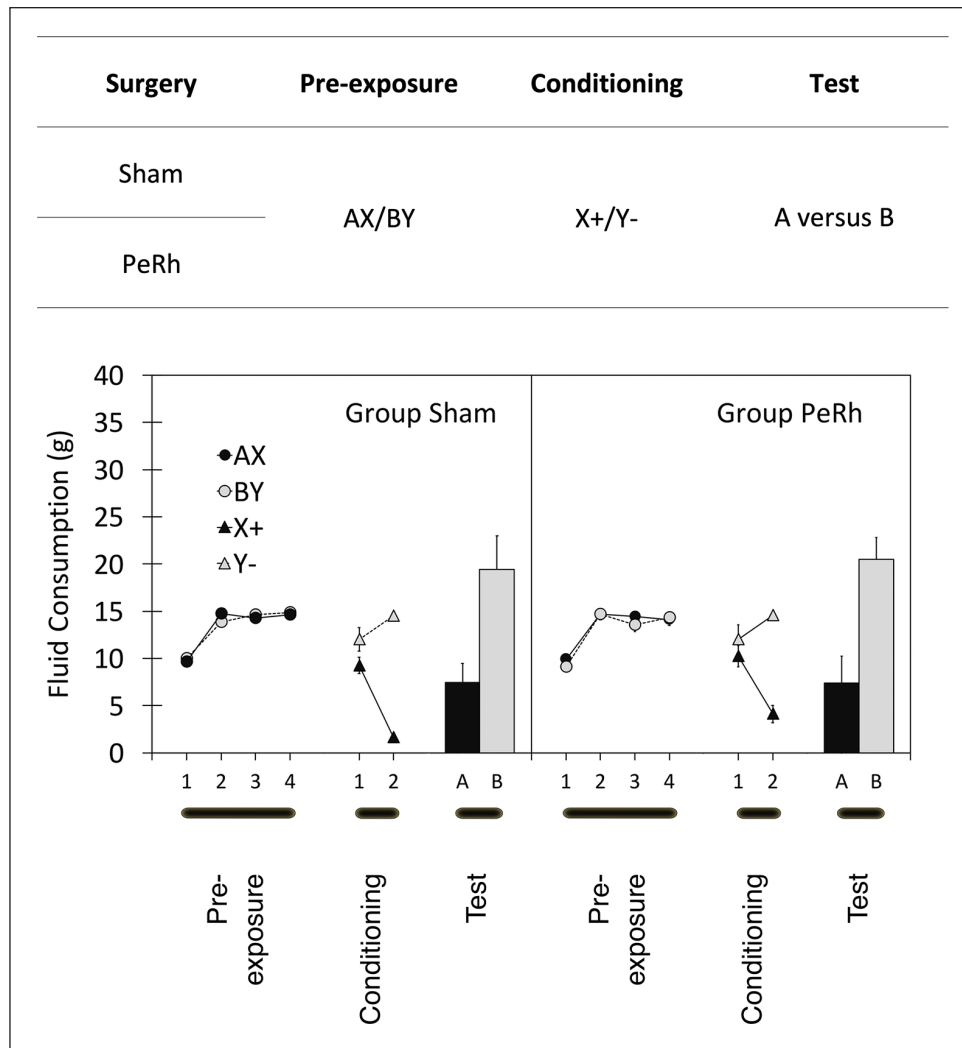 Surgery Pre-exposure Conditioning Test
Sham
AX/BY X+/Y- A versus B
PeRh
40
35
30
25
20
15
10
5
0
Fluid Consumption (g)
Group Sham Group PeRh
AX
BY
X+
Y-
1 2 3 4 1 2 A B 1 2 3 4 1 2 A B
Pre-
exposure
Conditioning
Test
Pre-
exposure
Conditioning
Test